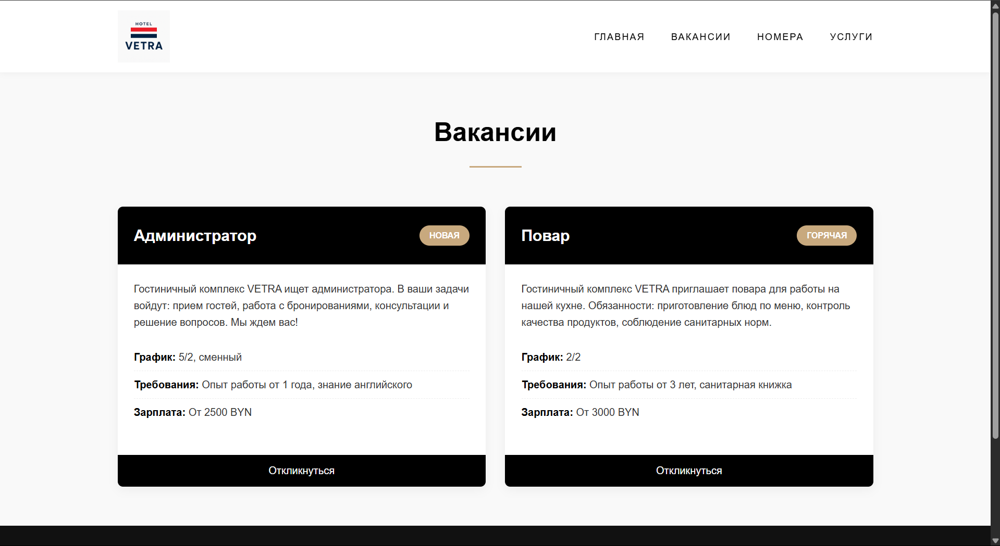 HOTEL
VETRA
ГЛАВНАЯ ВАКАНСИИ НОМЕРА УСЛУГИ
Вакансии
Администратор НОВАЯ
Гостиничный комплекс VETRA ищет администратора. В ваши задачи
войдут: прием гостей, работа с бронированиями, консультации и
решение вопросов. Мы ждем вас!
График: 5/2, сменный
Требования: Опыт работы от 1 года, знание английского
Зарплата: От 2500 BYN
Откликнуться
Повар ГОРЯЧАЯ
Гостиничный комплекс VETRA приглашает повара для работы на
нашей кухне. Обязанности: приготовление блюд по меню, контроль
качества продуктов, соблюдение санитарных норм.
График: 2/2
Требования: Опыт работы от 3 лет, санитарная книжка
Зарплата: От 3000 BYN
Откликнуться